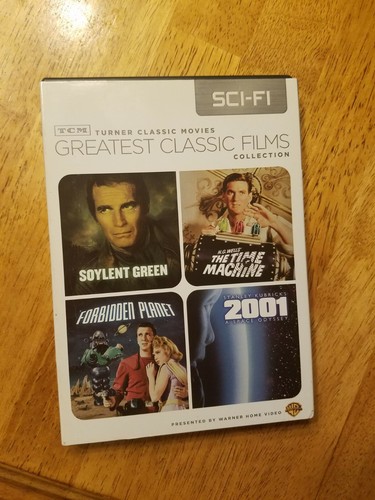 SCI-FI
TCM TURNER CLASSIC MOVIES
GREATEST CLASSIC FILMS
COLLECTION
SOYLENT GREEN
H.G. WELLS'
THE TIME
MACHINE
FORBIDDEN PLANET
STANLEY KUBRICK'S
2001
A SPACE ODYSSEY
PRESENTED BY WARNER HOME VIDEO
WB